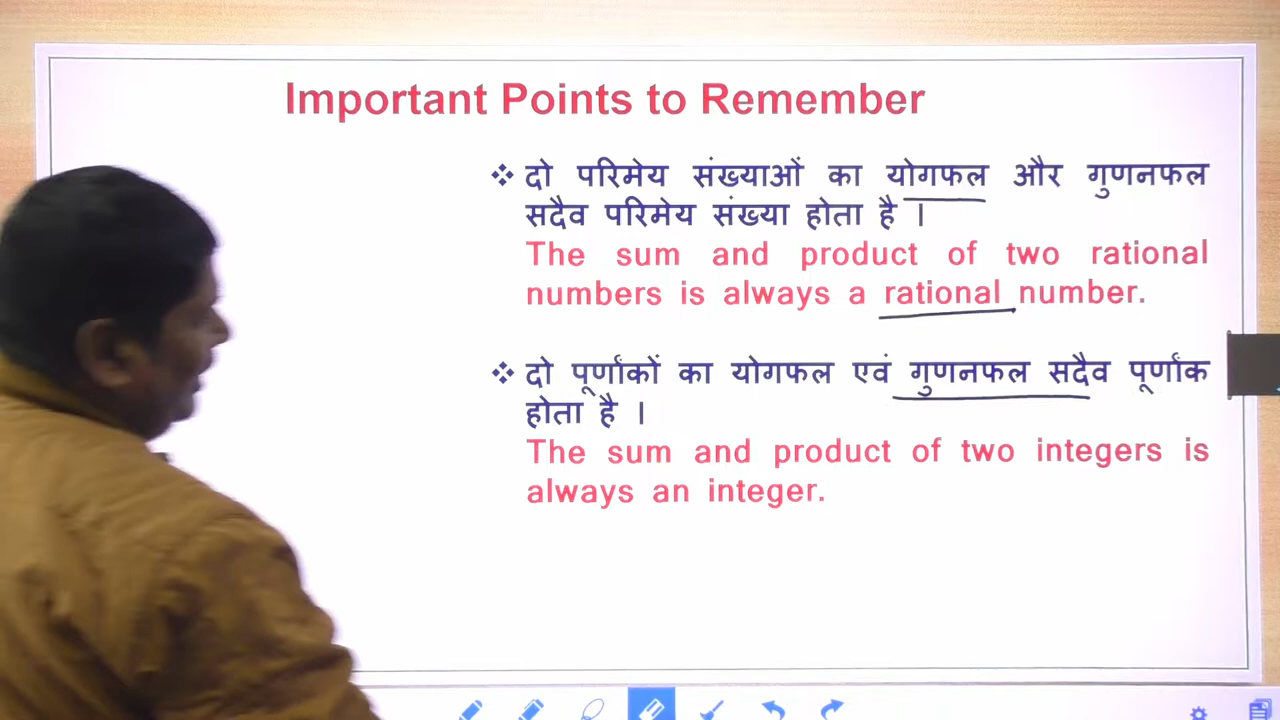 Important Points to Remember
❖ दो परिमेय संख्याओं का योगफल और गुणनफल
सदैव परिमेय संख्या होता है ।
The sum and product of two rational
numbers is always a rational number.
❖ दो पूर्णांकों का योगफल एवं गुणनफल सदैव पूर्णांक
होता है ।
The sum and product of two integers is
always an integer.